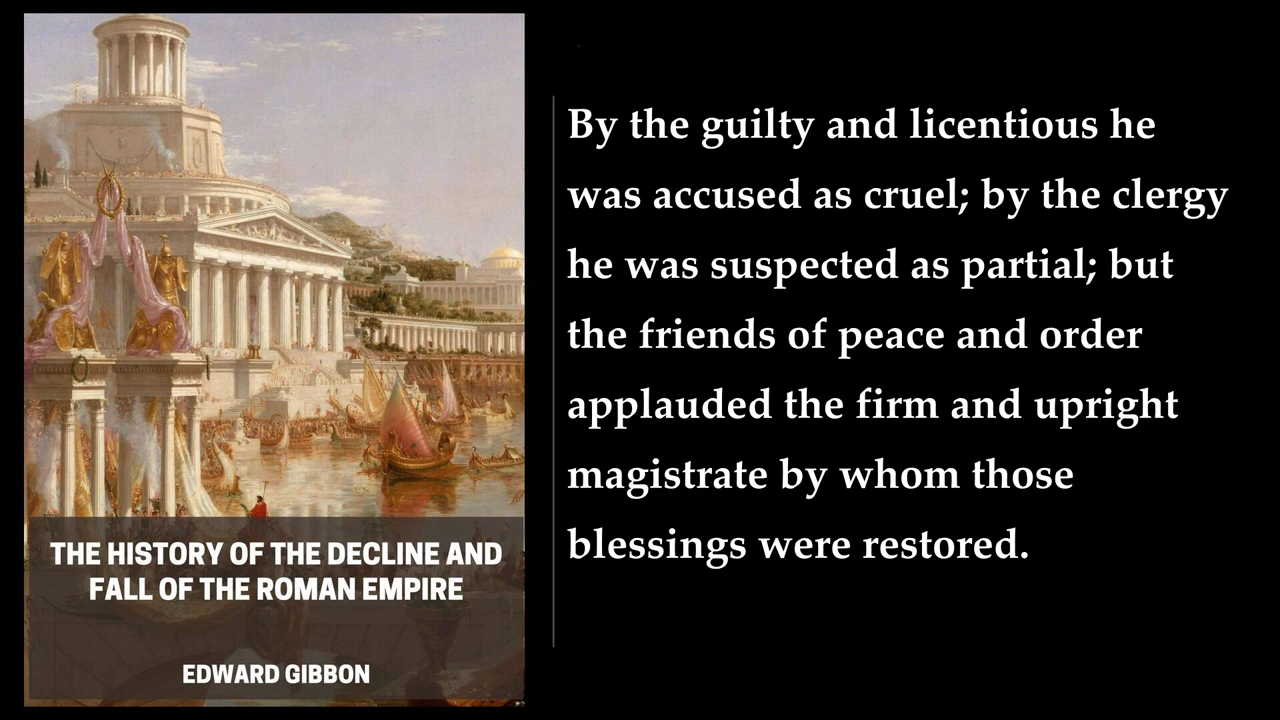 THE HISTORY OF THE DECLINE AND
FALL OF THE ROMAN EMPIRE
EDWARD GIBBON
By the guilty and licentious he
was accused as cruel; by the clergy
he was suspected as partial; but
the friends of peace and order
applauded the firm and upright
magistrate by whom those
blessings were restored.